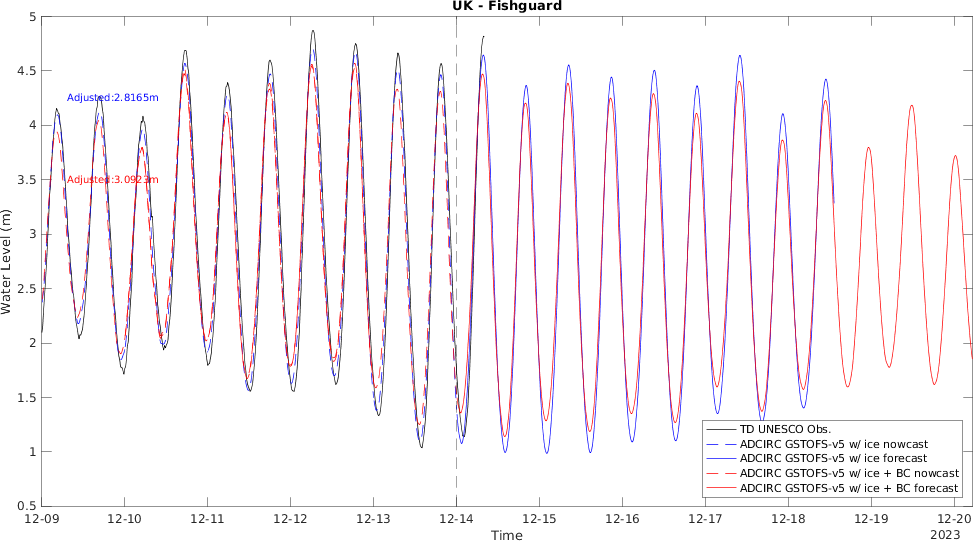 UK - Fishguard
5
4.5
4
3.5
3
2.5
2
1.5
1
0.5
Water Level (m)
Adjusted:2.8165m
Adjusted:3.0923m
TD UNESCO Obs.
ADCIRC GSTOFS-v5 w/ ice nowcast
ADCIRC GSTOFS-v5 w/ ice forecast
ADCIRC GSTOFS-v5 w/ ice + BC nowcast
ADCIRC GSTOFS-v5 w/ ice + BC forecast
12-09 12-10 12-11 12-12 12-13 12-14 12-15 12-16 12-17 12-18 12-19 12-20
Time
2023